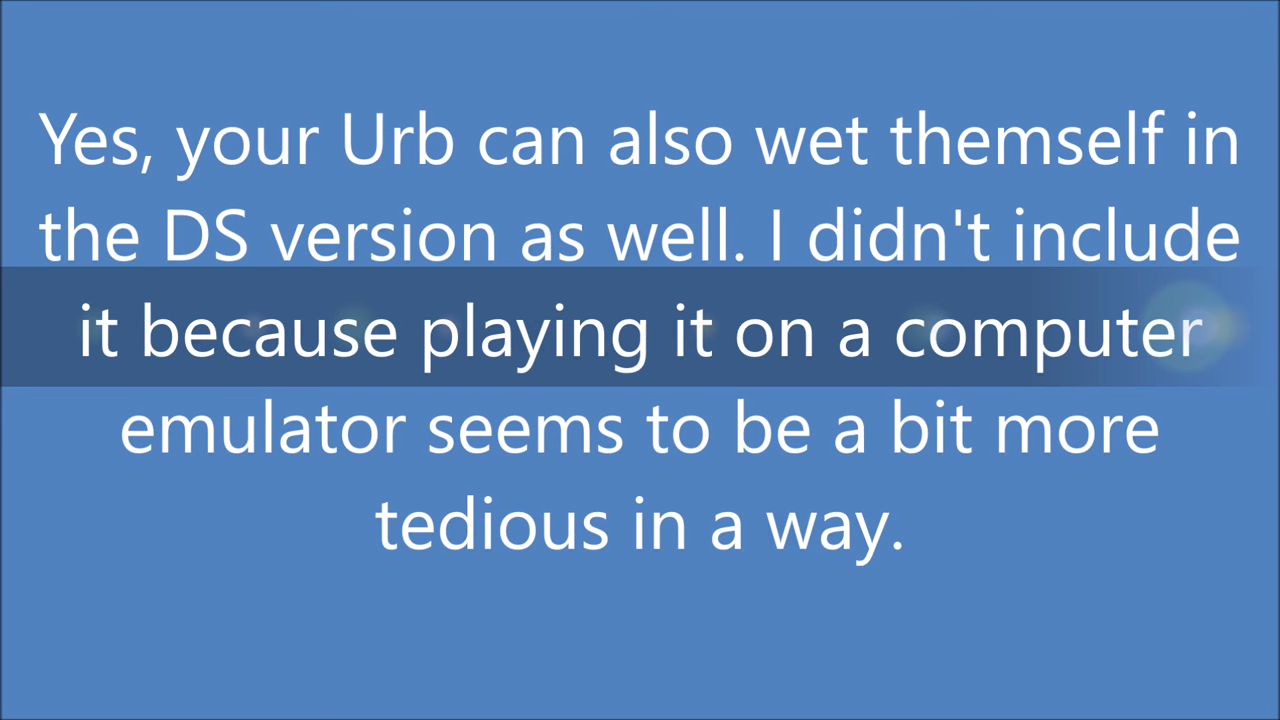 Yes, your Urb can also wet themself in
the DS version as well. I didn't include
it because playing it on a computer
emulator seems to be a bit more
tedious in a way.